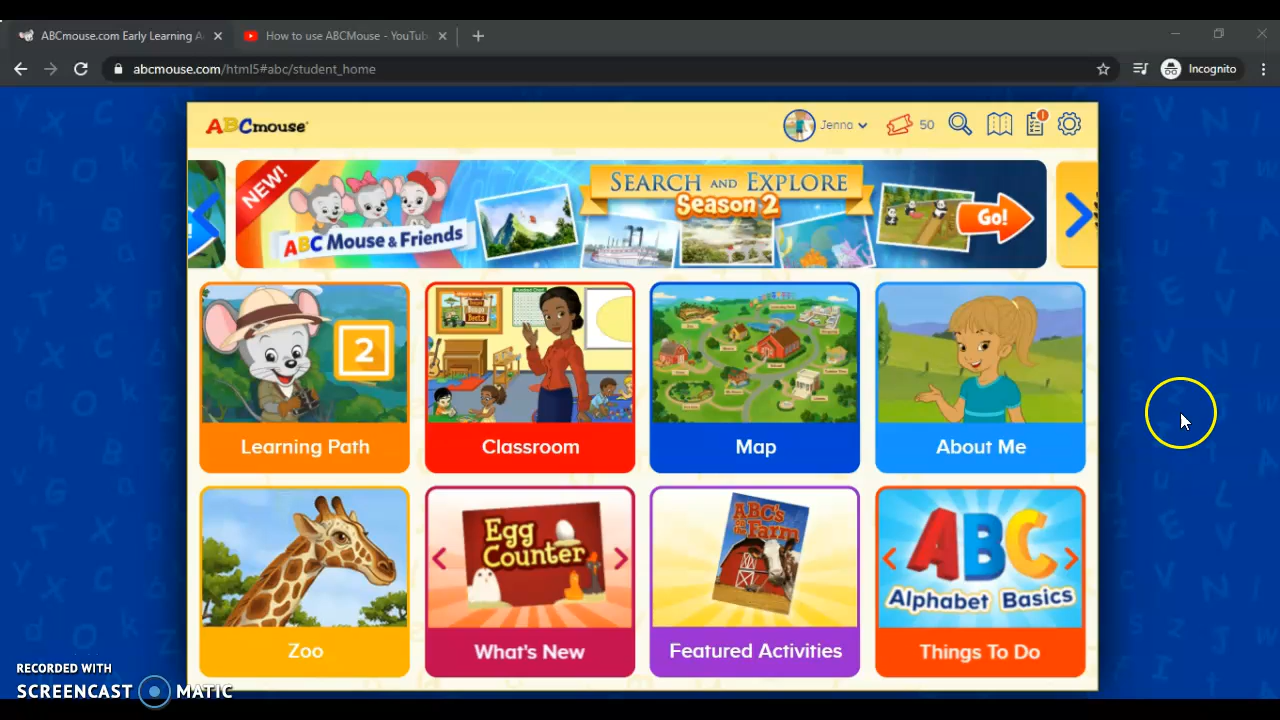 ABCmouse.com Early Learning A
How to use ABCMouse - YouTub
abcmouse.com/html5#abc/student_home
Incognito
ABCmouse
Jenna
50
NEW!
ABC Mouse & Friends
SEARCH AND EXPLORE
Season 2
Go!
2
Learning Path
Classroom
Map
About Me
Egg
Counter
ABC's
Farm
ABC
Alphabet Basics
Zoo
What's New
Featured Activities
Things To Do
RECORDED WITH
SCREENCAST MATIC